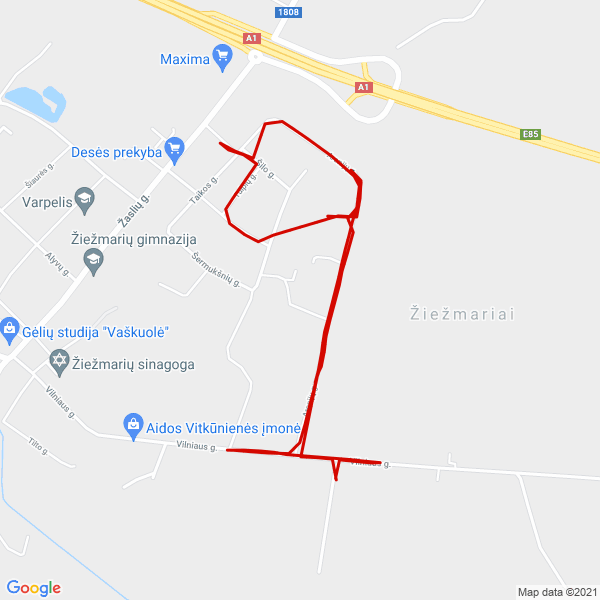 1808
A1
Maxima
A1
E85
Desės prekyba
Šilo g.
Šiaurės g.
Taikos g.
Varpelis
Žaslių g.
Žiežmarių gimnazija
Alyvų g.
Šermukšnių g.
Žiežmariai
Gėlių studija "Vaškuolė"
Žiežmarių sinagoga
Vilniaus g.
Aidos Vitkūnienės įmonė
Tilto g.
Vilniaus g.
Vilniaus g.
Google
Map data ©2021